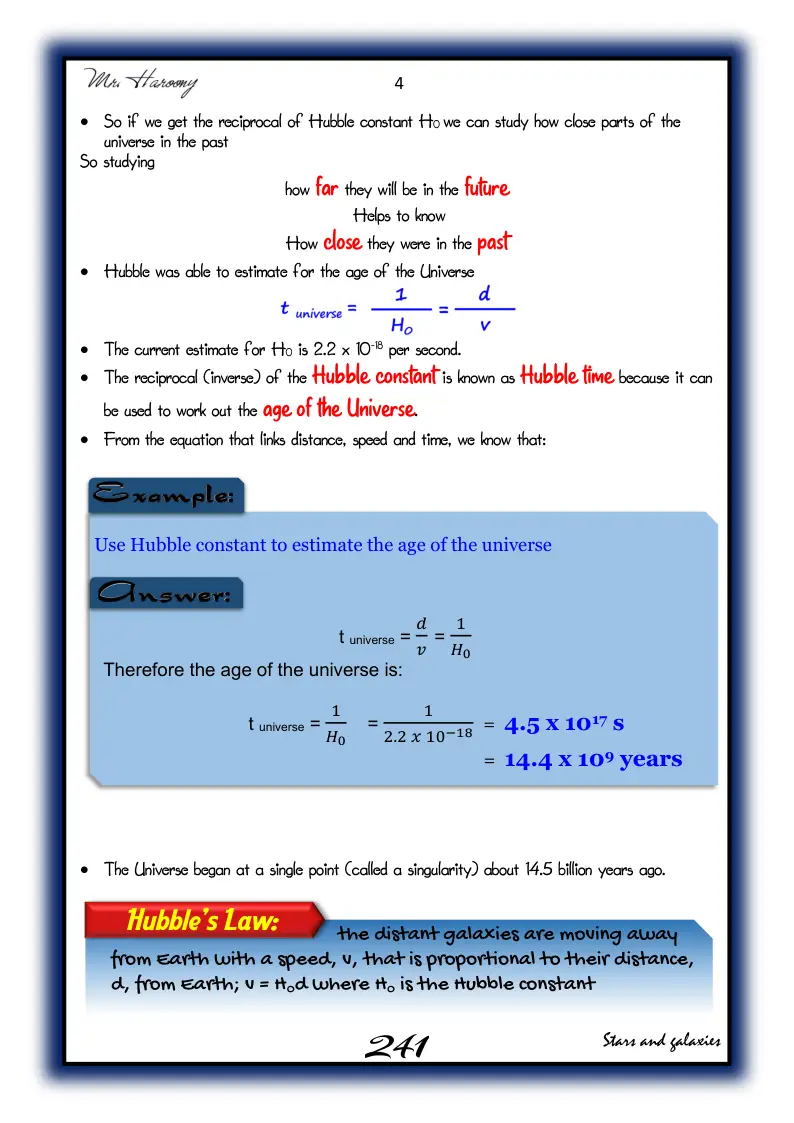 Mr. Haroony
4
• So if we get the reciprocal of Hubble constant H₀ we can study how close parts of the
universe in the past
So studying
how far they will be in the future
Helps to know
How close they were in the past
• Hubble was able to estimate for the age of the Universe
t universe = 1/H₀ = d/v
• The current estimate for H₀ is 2.2 x 10⁻¹⁸ per second.
• The reciprocal (inverse) of the Hubble constant is known as Hubble time because it can
be used to work out the age of the Universe.
• From the equation that links distance, speed and time, we know that:
Example:
Use Hubble constant to estimate the age of the universe
Answer:
t universe = d/v = 1/H₀
Therefore the age of the universe is:
t universe = 1/H₀ = 1/(2.2 x 10⁻¹⁸) = 4.5 x 10¹⁷ s
= 14.4 x 10⁹ years
• The Universe began at a single point (called a singularity) about 14.5 billion years ago.
Hubble's Law: the distant galaxies are moving away
from Earth with a speed, v, that is proportional to their distance,
d, from Earth; v = H₀d where H₀ is the Hubble constant
241
Stars and galaxies